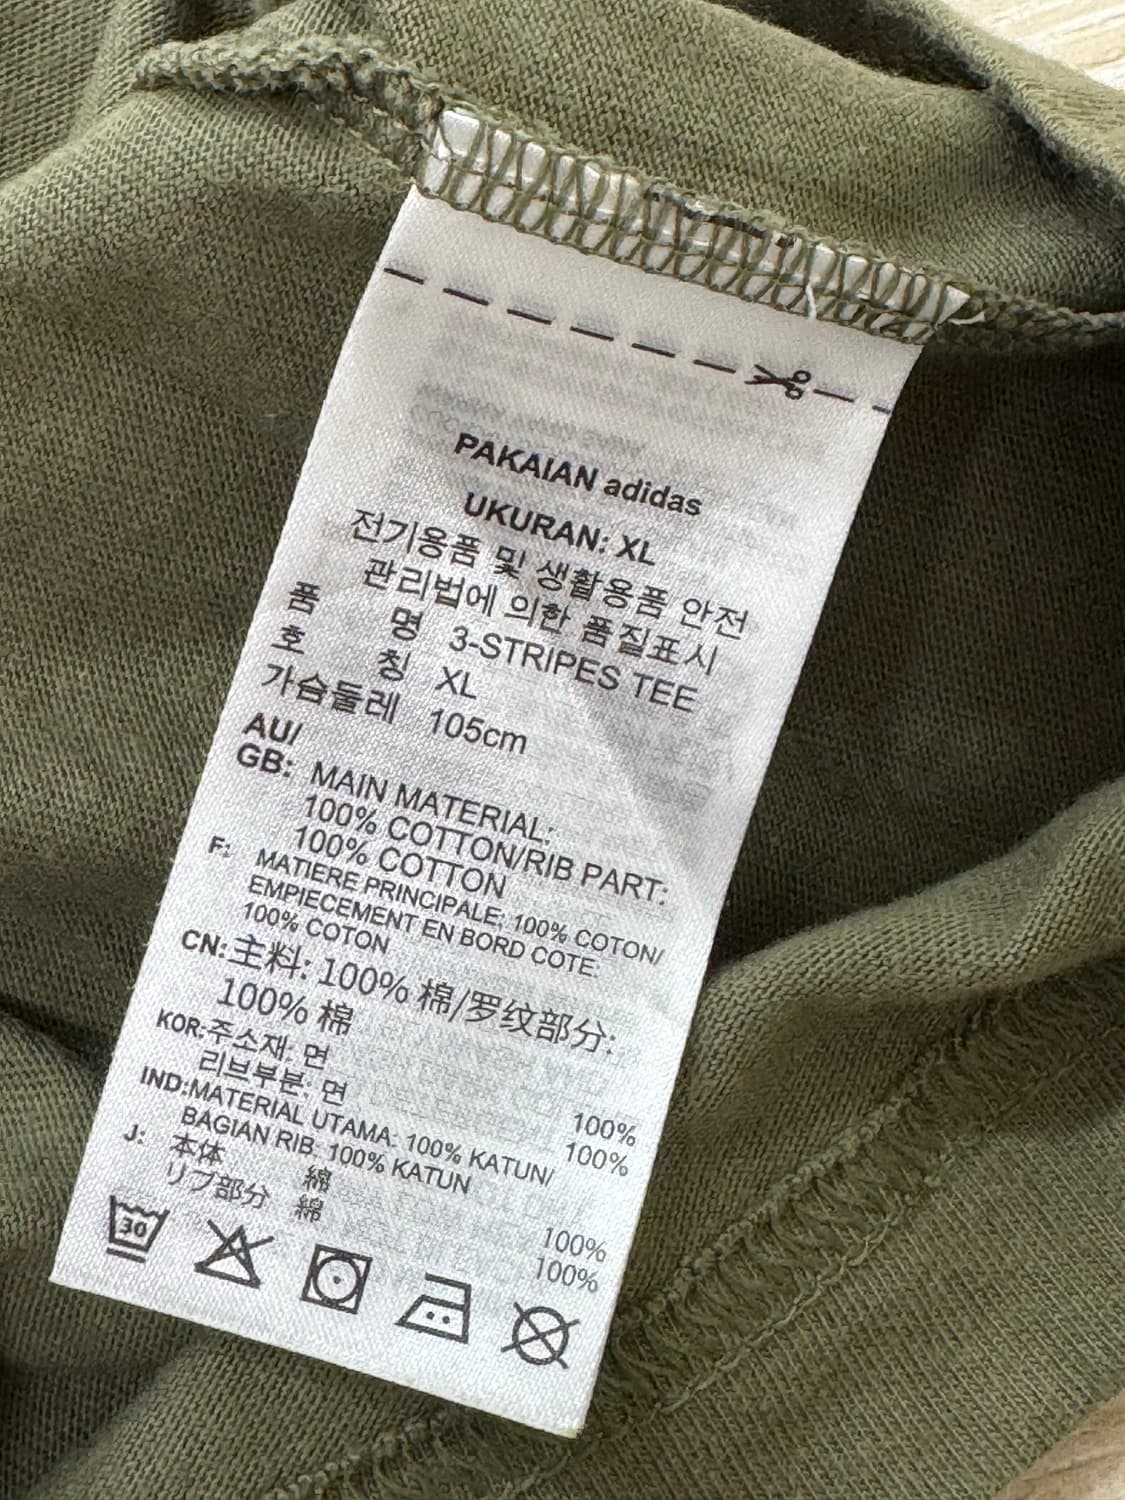 PAKAIAN adidas
UKURAN: XL
전기용품 및 생활용품 안전
관리법에 의한 품질표시
품 명 3-STRIPES TEE
호 칭 XL
가슴둘레 105cm
AU/
GB: MAIN MATERIAL:
100% COTTON/RIB PART:
100% COTTON
F: MATIERE PRINCIPALE: 100% COTON/
EMPIECEMENT EN BORD COTE:
100% COTON
CN: 主料: 100% 棉/罗纹部分:
100% 棉
KOR: 주소재: 면 100%
리브부분: 면 100%
IND: MATERIAL UTAMA: 100% KATUN/
BAGIAN RIB: 100% KATUN
J: 本体 綿 100%
リブ部分 綿 100%
30